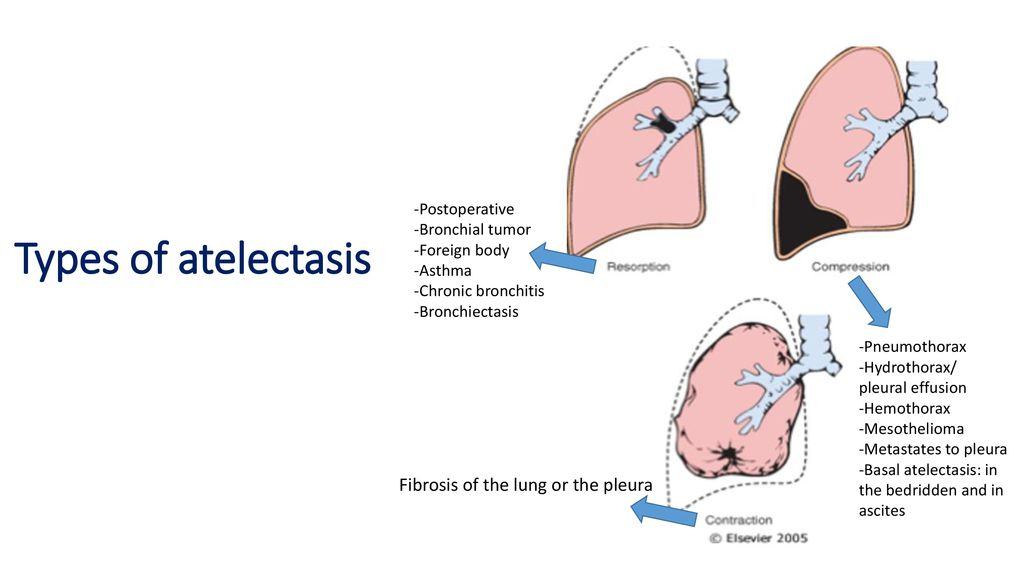 Types of atelectasis
-Postoperative
-Bronchial tumor
-Foreign body
-Asthma
-Chronic bronchitis
-Bronchiectasis
Resorption
Compression
-Pneumothorax
-Hydrothorax/
pleural effusion
-Hemothorax
-Mesothelioma
-Metastates to pleura
-Basal atelectasis: in
the bedridden and in
ascites
Fibrosis of the lung or the pleura
Contraction
© Elsevier 2005